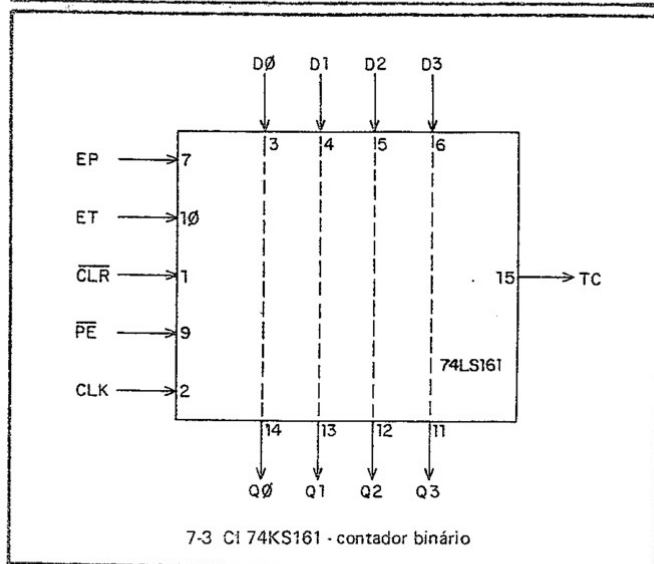 DØ D1 D2 D3
3 4 5 6
EP 7
ET 1Ø
CLR 1
15 TC
PE 9
74LS161
CLK 2
14 13 12 11
QØ Q1 Q2 Q3
7-3 CI 74KS161 - contador binário